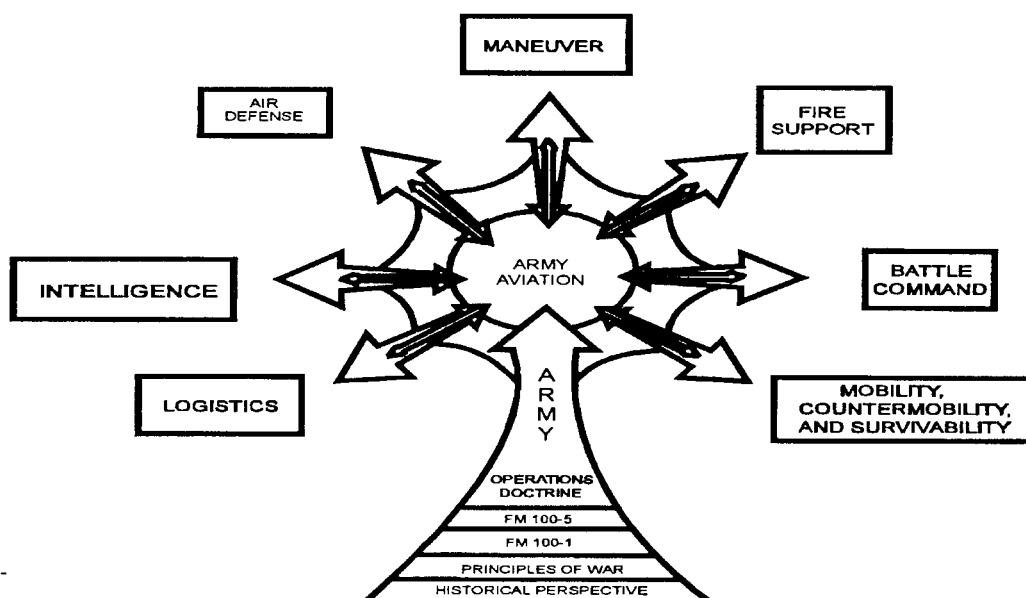 MANEUVER
AIR
DEFENSE
FIRE
SUPPORT
ARMY
AVIATION
INTELLIGENCE
BATTLE
COMMAND
LOGISTICS
MOBILITY,
COUNTERMOBILITY,
AND SURVIVABILITY
ARMY
OPERATIONS
DOCTRINE
FM 100-5
FM 100-1
PRINCIPLES OF WAR
HISTORICAL PERSPECTIVE